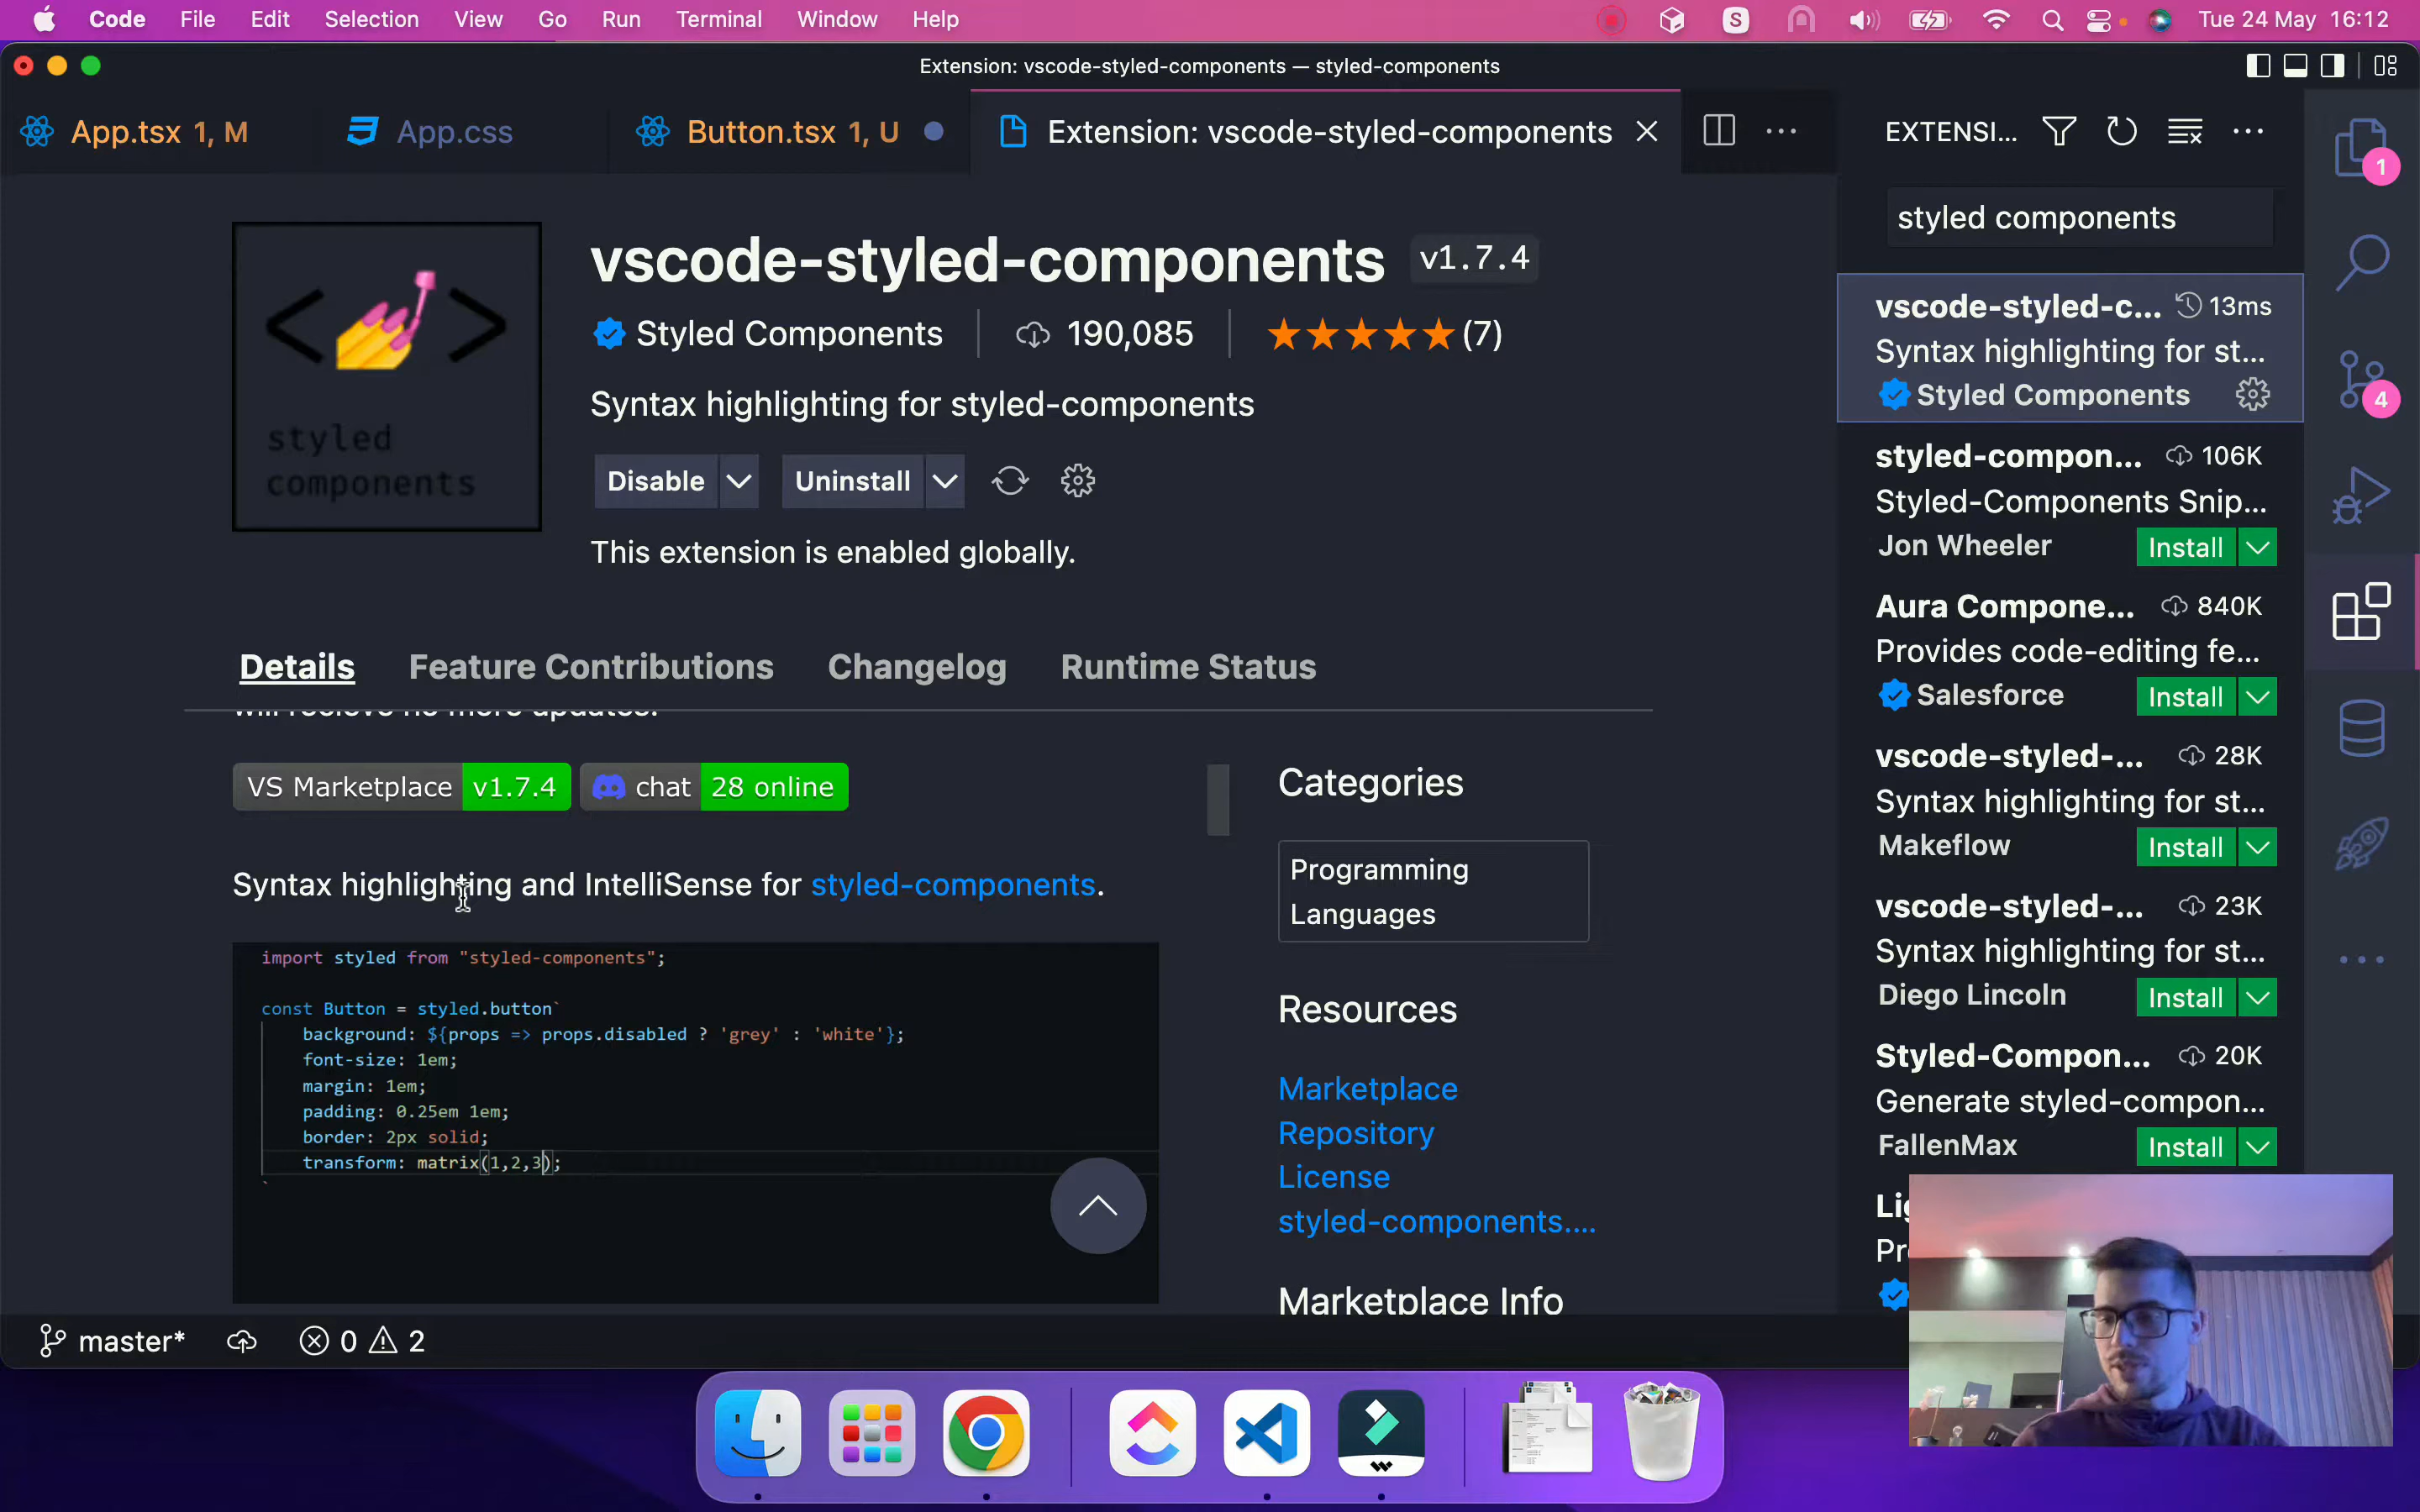 Code File Edit Selection View Go Run Terminal Window Help
S
Tue 24 May 16:12
Extension: vscode-styled-components — styled-components
App.tsx 1, M
App.css
Button.tsx 1, U
Extension: vscode-styled-components
EXTENSI...
1
styled components
vscode-styled-components v1.7.4
Styled Components 190,085 (7)
Syntax highlighting for styled-components
Disable
Uninstall
This extension is enabled globally.
styled
components
Details Feature Contributions Changelog Runtime Status
will recieve no more updates.
VS Marketplace v1.7.4 chat 28 online
Syntax highlighting and IntelliSense for styled-components.
import styled from "styled-components";
const Button = styled.button`
background: ${props => props.disabled ? 'grey' : 'white'};
font-size: 1em;
margin: 1em;
padding: 0.25em 1em;
border: 2px solid;
transform: matrix(1,2,3);
`
Categories
Programming
Languages
Resources
Marketplace
Repository
License
styled-components....
Marketplace Info
vscode-styled-c... 13ms
Syntax highlighting for st...
Styled Components
4
styled-compon... 106K
Styled-Components Snip...
Jon Wheeler Install
Aura Compone... 840K
Provides code-editing fe...
Salesforce Install
vscode-styled-... 28K
Syntax highlighting for st...
Makeflow Install
vscode-styled-... 23K
Syntax highlighting for st...
Diego Lincoln Install
Styled-Compon... 20K
Generate styled-compon...
FallenMax Install
master* 0 2